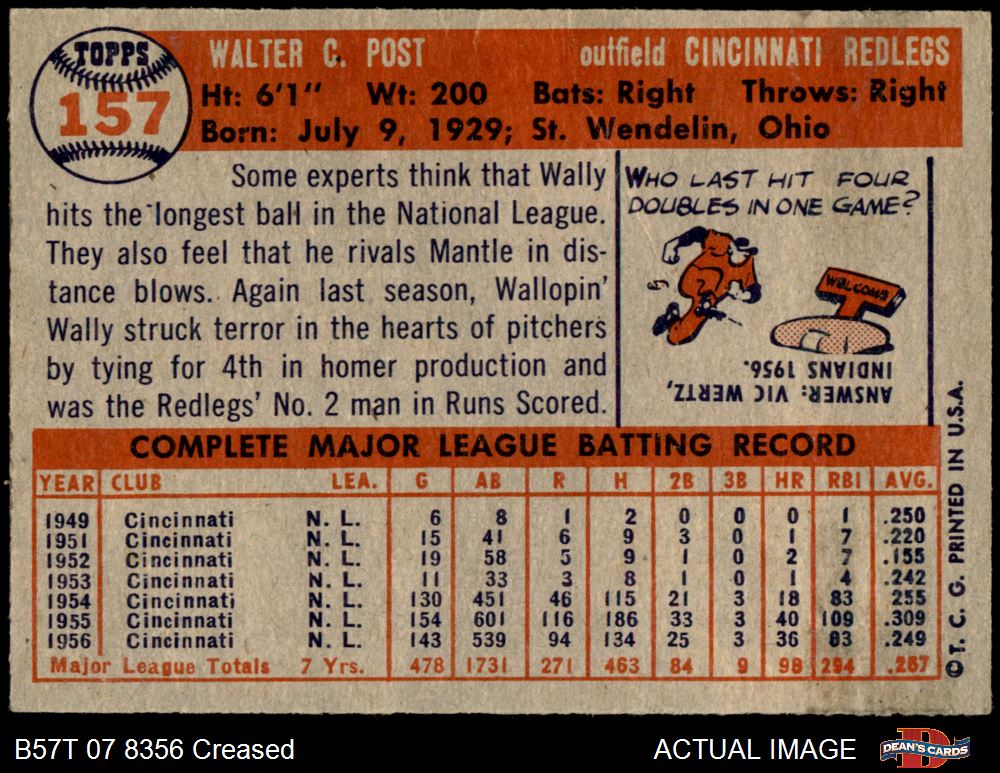 TOPPS
157
WALTER C. POST outfield CINCINNATI REDLEGS
Ht: 6'1" Wt: 200 Bats: Right Throws: Right
Born: July 9, 1929; St. Wendelin, Ohio
Some experts think that Wally
hits the longest ball in the National League.
They also feel that he rivals Mantle in dis-
tance blows. Again last season, Wallopin'
Wally struck terror in the hearts of pitchers
by tying for 4th in homer production and
was the Redlegs' No. 2 man in Runs Scored.
WHO LAST HIT FOUR
DOUBLES IN ONE GAME?
WELCOME
ANSWER: VIC WERTZ,
INDIANS 1956.
COMPLETE MAJOR LEAGUE BATTING RECORD
YEAR CLUB LEA. G AB R H 2B 3B HR RBI AVG.
1949 Cincinnati N. L. 6 8 1 2 0 0 0 1 .250
1951 Cincinnati N. L. 15 41 6 9 3 0 1 7 .220
1952 Cincinnati N. L. 19 58 5 9 1 0 2 7 .155
1953 Cincinnati N. L. 11 33 3 8 1 0 1 4 .242
1954 Cincinnati N. L. 130 451 46 115 21 3 18 83 .255
1955 Cincinnati N. L. 154 601 116 186 33 3 40 109 .309
1956 Cincinnati N. L. 143 539 94 134 25 3 36 83 .249
Major League Totals 7 Yrs. 478 1731 271 463 84 9 98 294 .267
© T. C. G. PRINTED IN U.S.A.
B57T 07 8356 Creased
ACTUAL IMAGE
DEAN'S CARDS